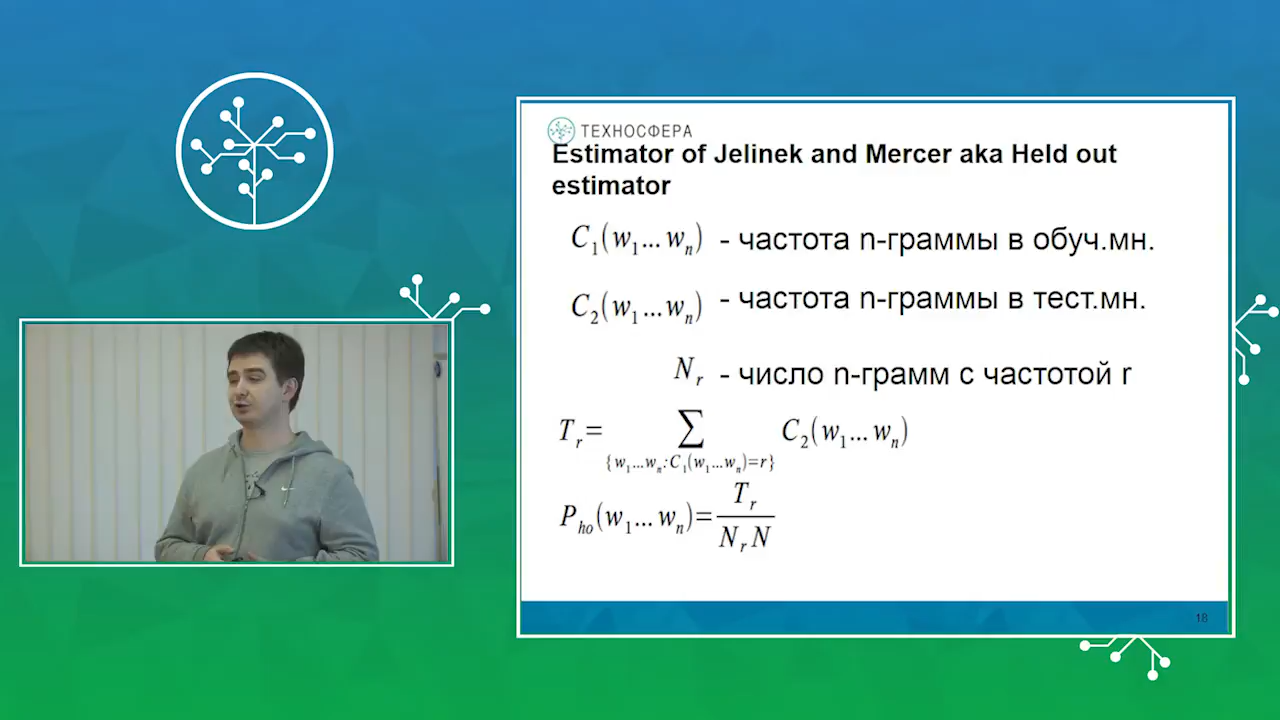 ТЕХНОСФЕРА
Estimator of Jelinek and Mercer aka Held out
estimator
C₁(w₁...wₙ) - частота n-граммы в обуч.мн.
C₂(w₁...wₙ) - частота n-граммы в тест.мн.
Nᵣ - число n-грамм с частотой r
Tᵣ= ∑ C₂(w₁...wₙ)
{w₁...wₙ:C₁(w₁...wₙ)=r}
P_ho(w₁...wₙ)=Tᵣ/(NᵣN)
18